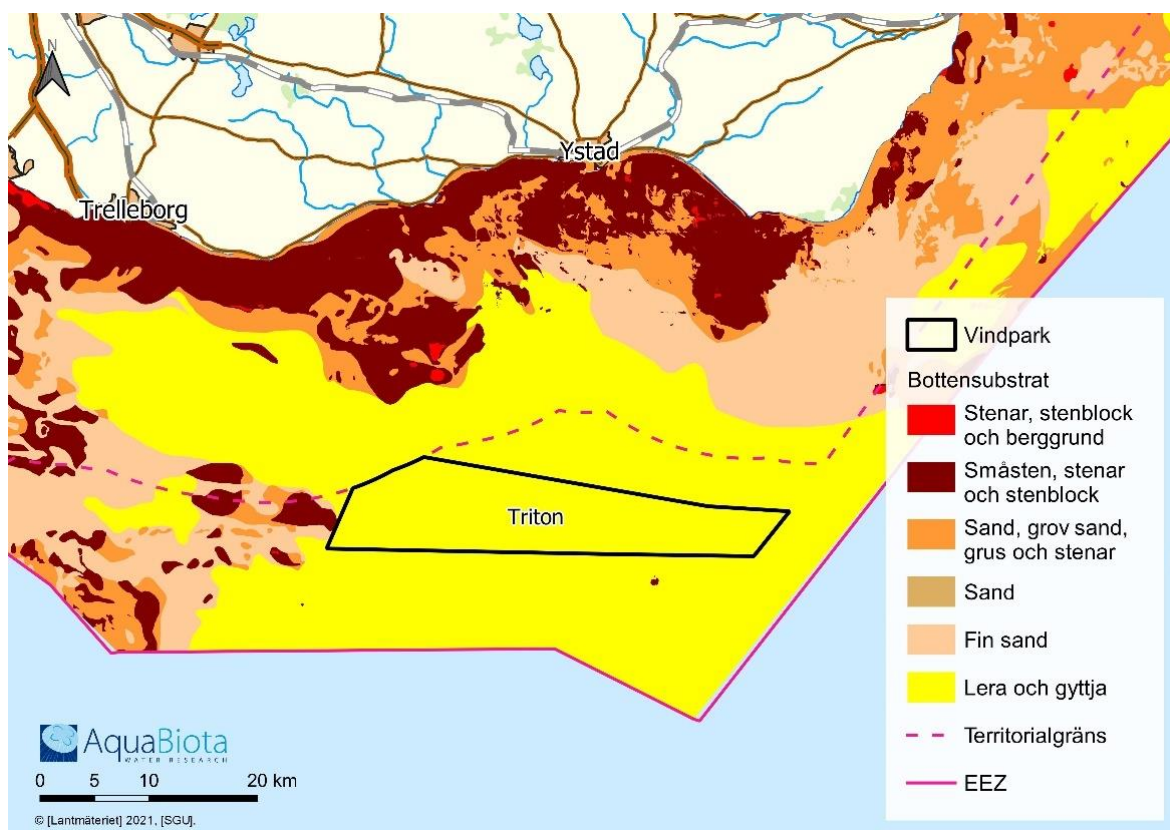 N
Ystad
Trelleborg
Triton
Vindpark
Bottensubstrat
Stenar, stenblock
och berggrund
Småsten, stenar
och stenblock
Sand, grov sand,
grus och stenar
Sand
Fin sand
Lera och gyttja
Territorialgräns
EEZ
AquaBiota
WATER RESEARCH
0 5 10 20 km
© [Lantmäteriet] 2021, [SGU].